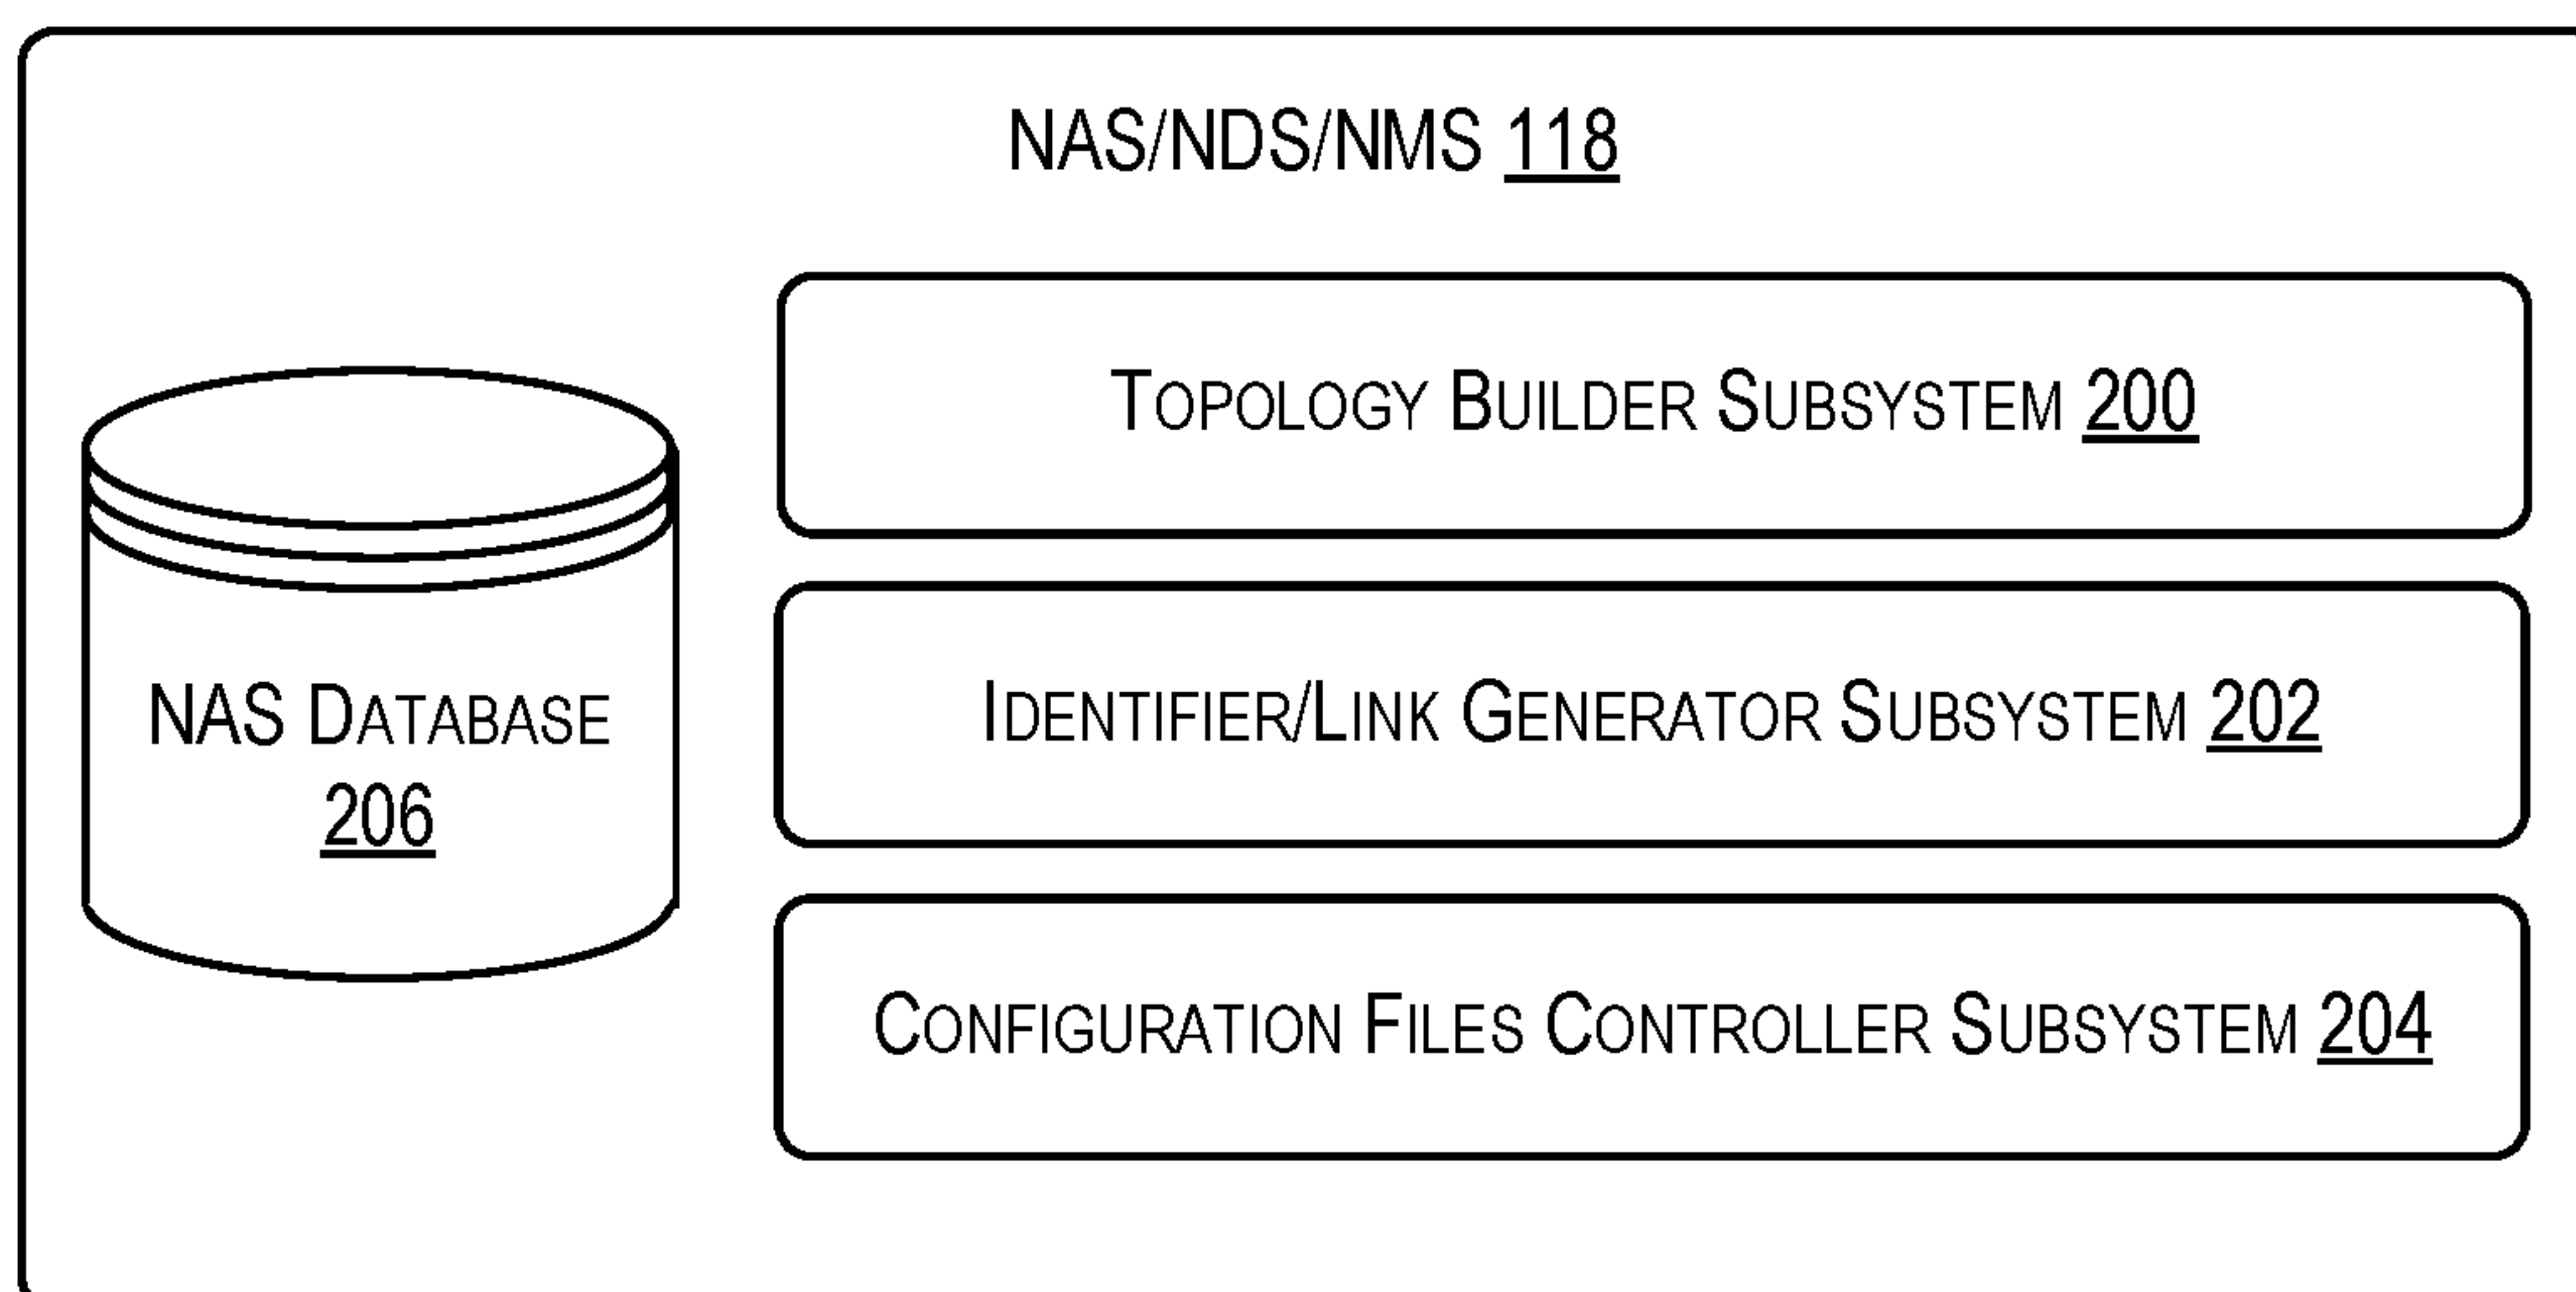 NAS/NDS/NMS 118
TOPOLOGY BUILDER SUBSYSTEM 200
IDENTIFIER/LINK GENERATOR SUBSYSTEM 202
CONFIGURATION FILES CONTROLLER SUBSYSTEM 204
NAS DATABASE
206